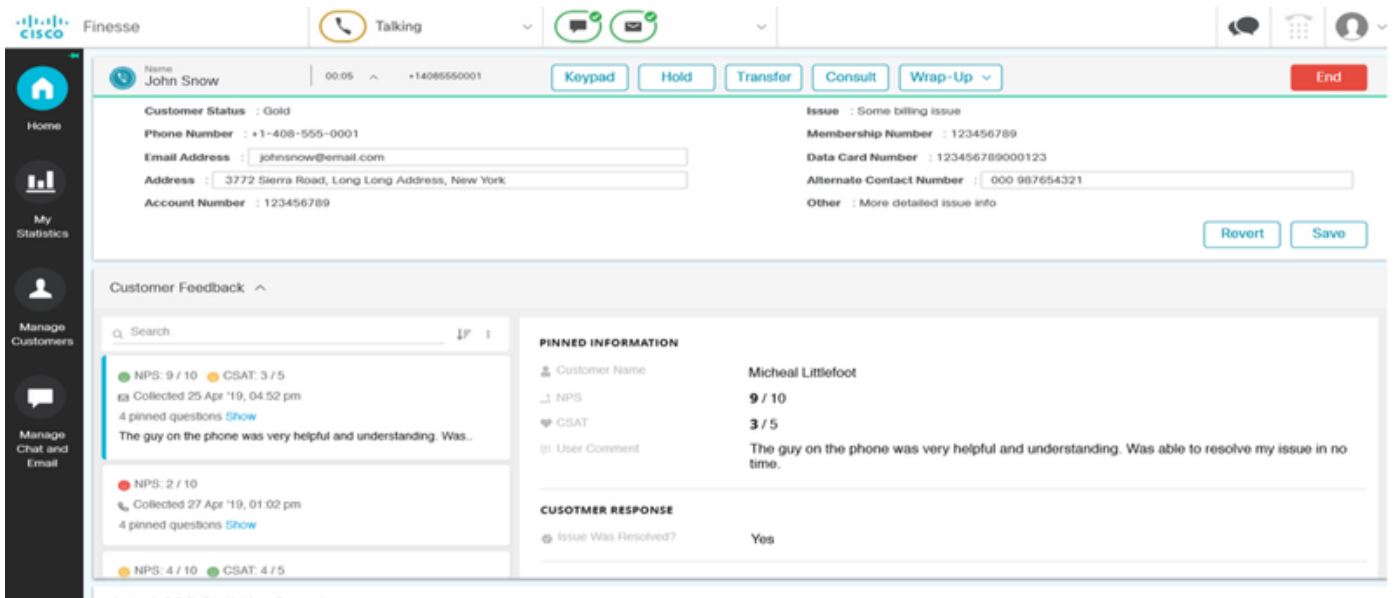 CISCO Finesse Talking
Name
John Snow 00:05 +14085550001 Keypad Hold Transfer Consult Wrap-Up End
Home
My Statistics
Manage Customers
Manage Chat and Email
Customer Status : Gold
Phone Number : +1-408-555-0001
Email Address : johnsnow@email.com
Address : 3772 Sierra Road, Long Long Address, New York
Account Number : 123456789
Issue : Some billing issue
Membership Number : 123456789
Data Card Number : 123456789000123
Alternate Contact Number : 000 987654321
Other : More detailed issue info
Revert Save
Customer Feedback
Search
NPS: 9 / 10 CSAT: 3 / 5
Collected 25 Apr '19, 04:52 pm
4 pinned questions Show
The guy on the phone was very helpful and understanding. Was..
NPS: 2 / 10
Collected 27 Apr '19, 01:02 pm
4 pinned questions Show
NPS: 4 / 10 CSAT: 4 / 5
PINNED INFORMATION
Customer Name Micheal Littlefoot
NPS 9 / 10
CSAT 3 / 5
User Comment The guy on the phone was very helpful and understanding. Was able to resolve my issue in no
time.
CUSOTMER RESPONSE
Issue Was Resolved? Yes